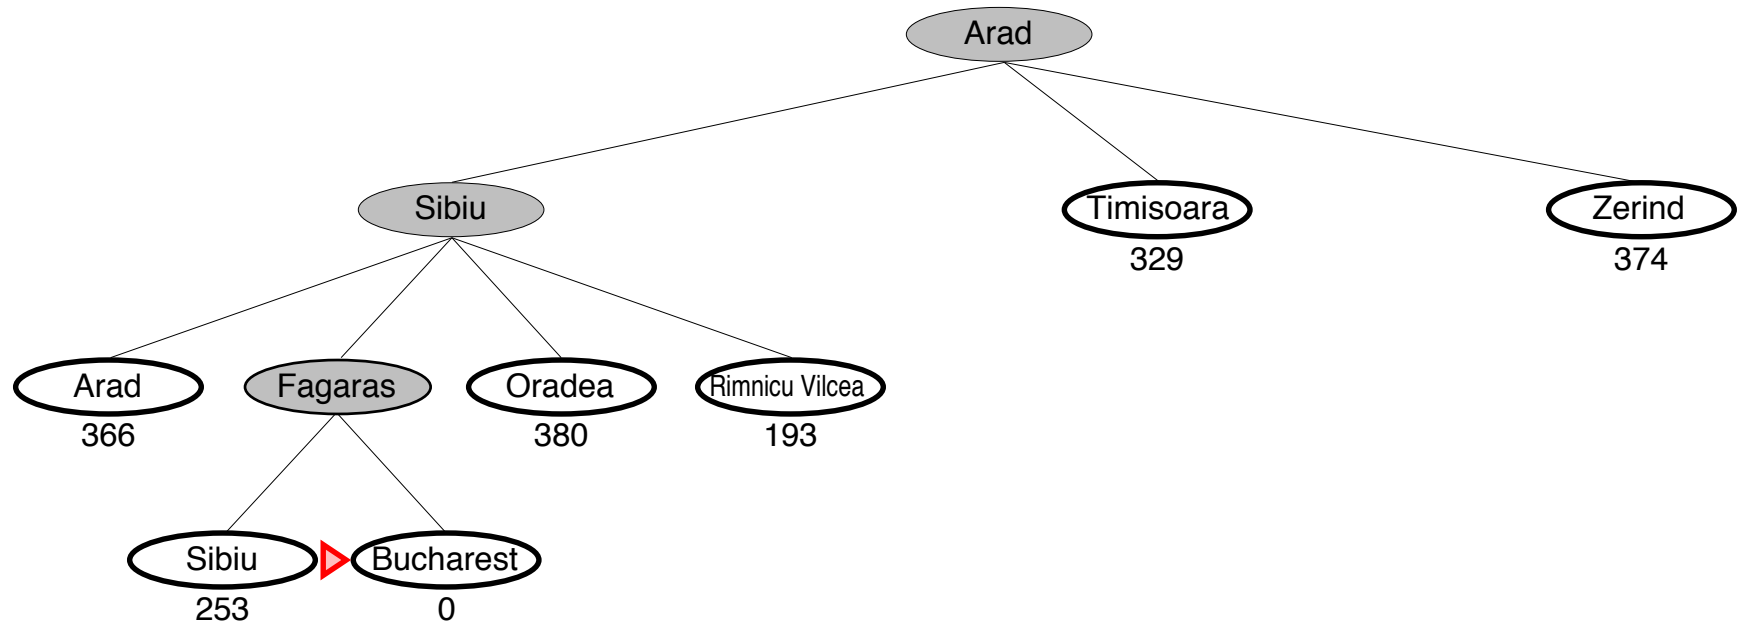 Arad
Sibiu
Timisoara
Zerind
329
374
Arad
Fagaras
Oradea
Rimnicu Vilcea
366
380
193
Sibiu
Bucharest
253
0